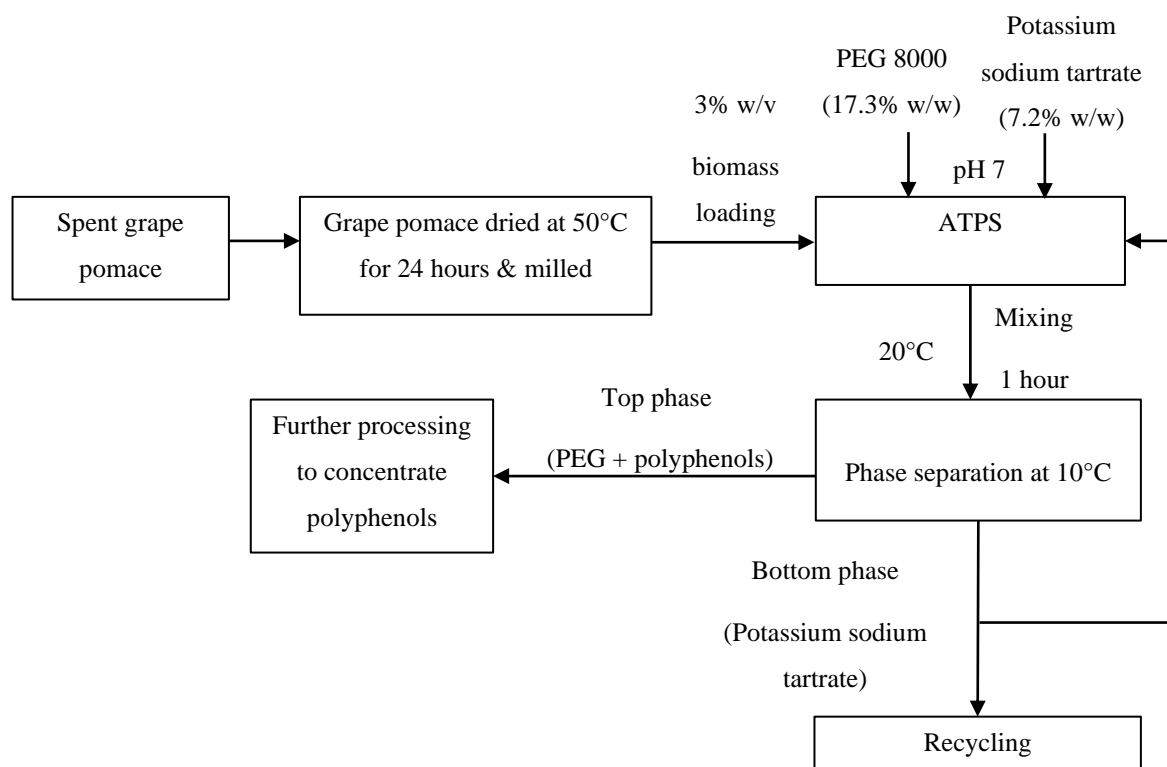 Potassium
sodium tartrate
(7.2% w/w)
PEG 8000
(17.3% w/w)
3% w/v
biomass
loading
pH 7
Spent grape
pomace
Grape pomace dried at 50°C
for 24 hours & milled
ATPS
Mixing
20°C
1 hour
Top phase
(PEG + polyphenols)
Further processing
to concentrate
polyphenols
Phase separation at 10°C
Bottom phase
(Potassium sodium
tartrate)
Recycling